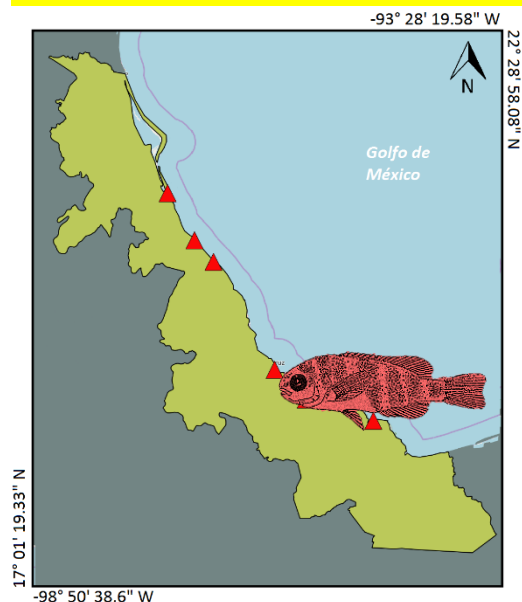 -93° 28' 19.58" W
22° 28' 58.08" N
N
Golfo de
México
17° 01' 19.33" N
-98° 50' 38.6" W